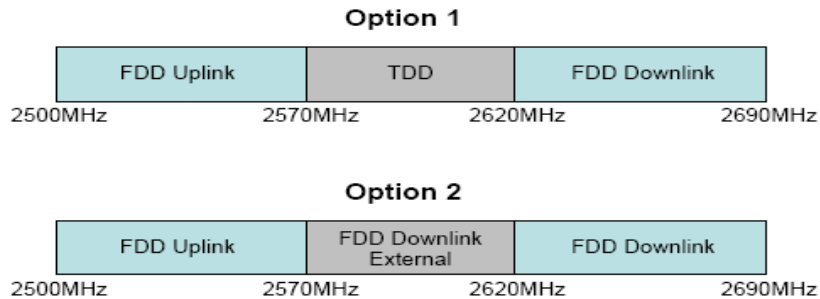 Option 1
FDD Uplink TDD FDD Downlink
2500MHz 2570MHz 2620MHz 2690MHz
Option 2
FDD Uplink FDD Downlink External FDD Downlink
2500MHz 2570MHz 2620MHz 2690MHz